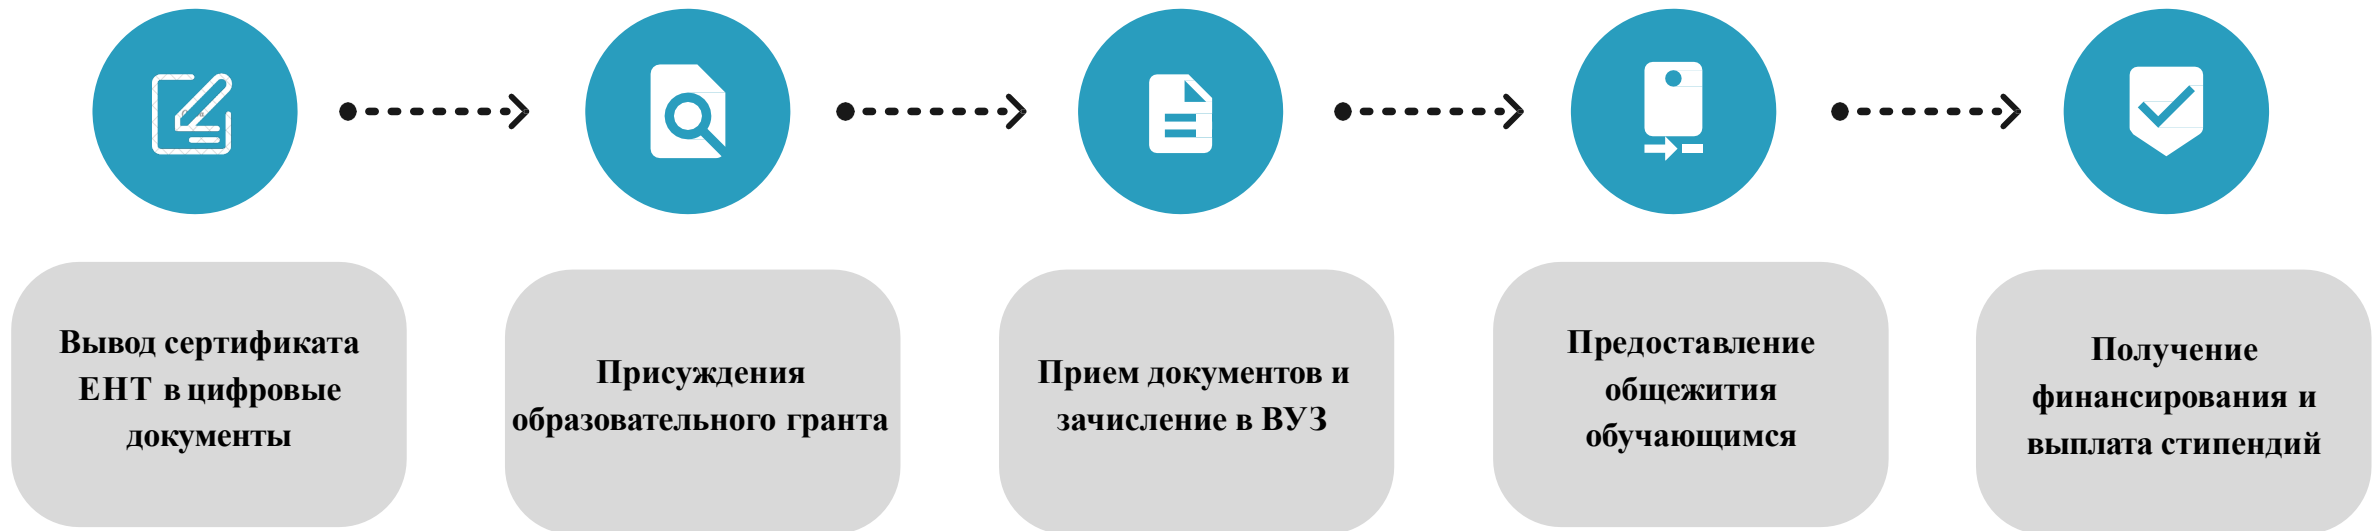 Вывод сертификата
ЕНТ в цифровые
документы
Присуждения
образовательного гранта
Прием документов и
зачисление в ВУЗ
Предоставление
общежития
обучающимся
Получение
финансирования и
выплата стипендий